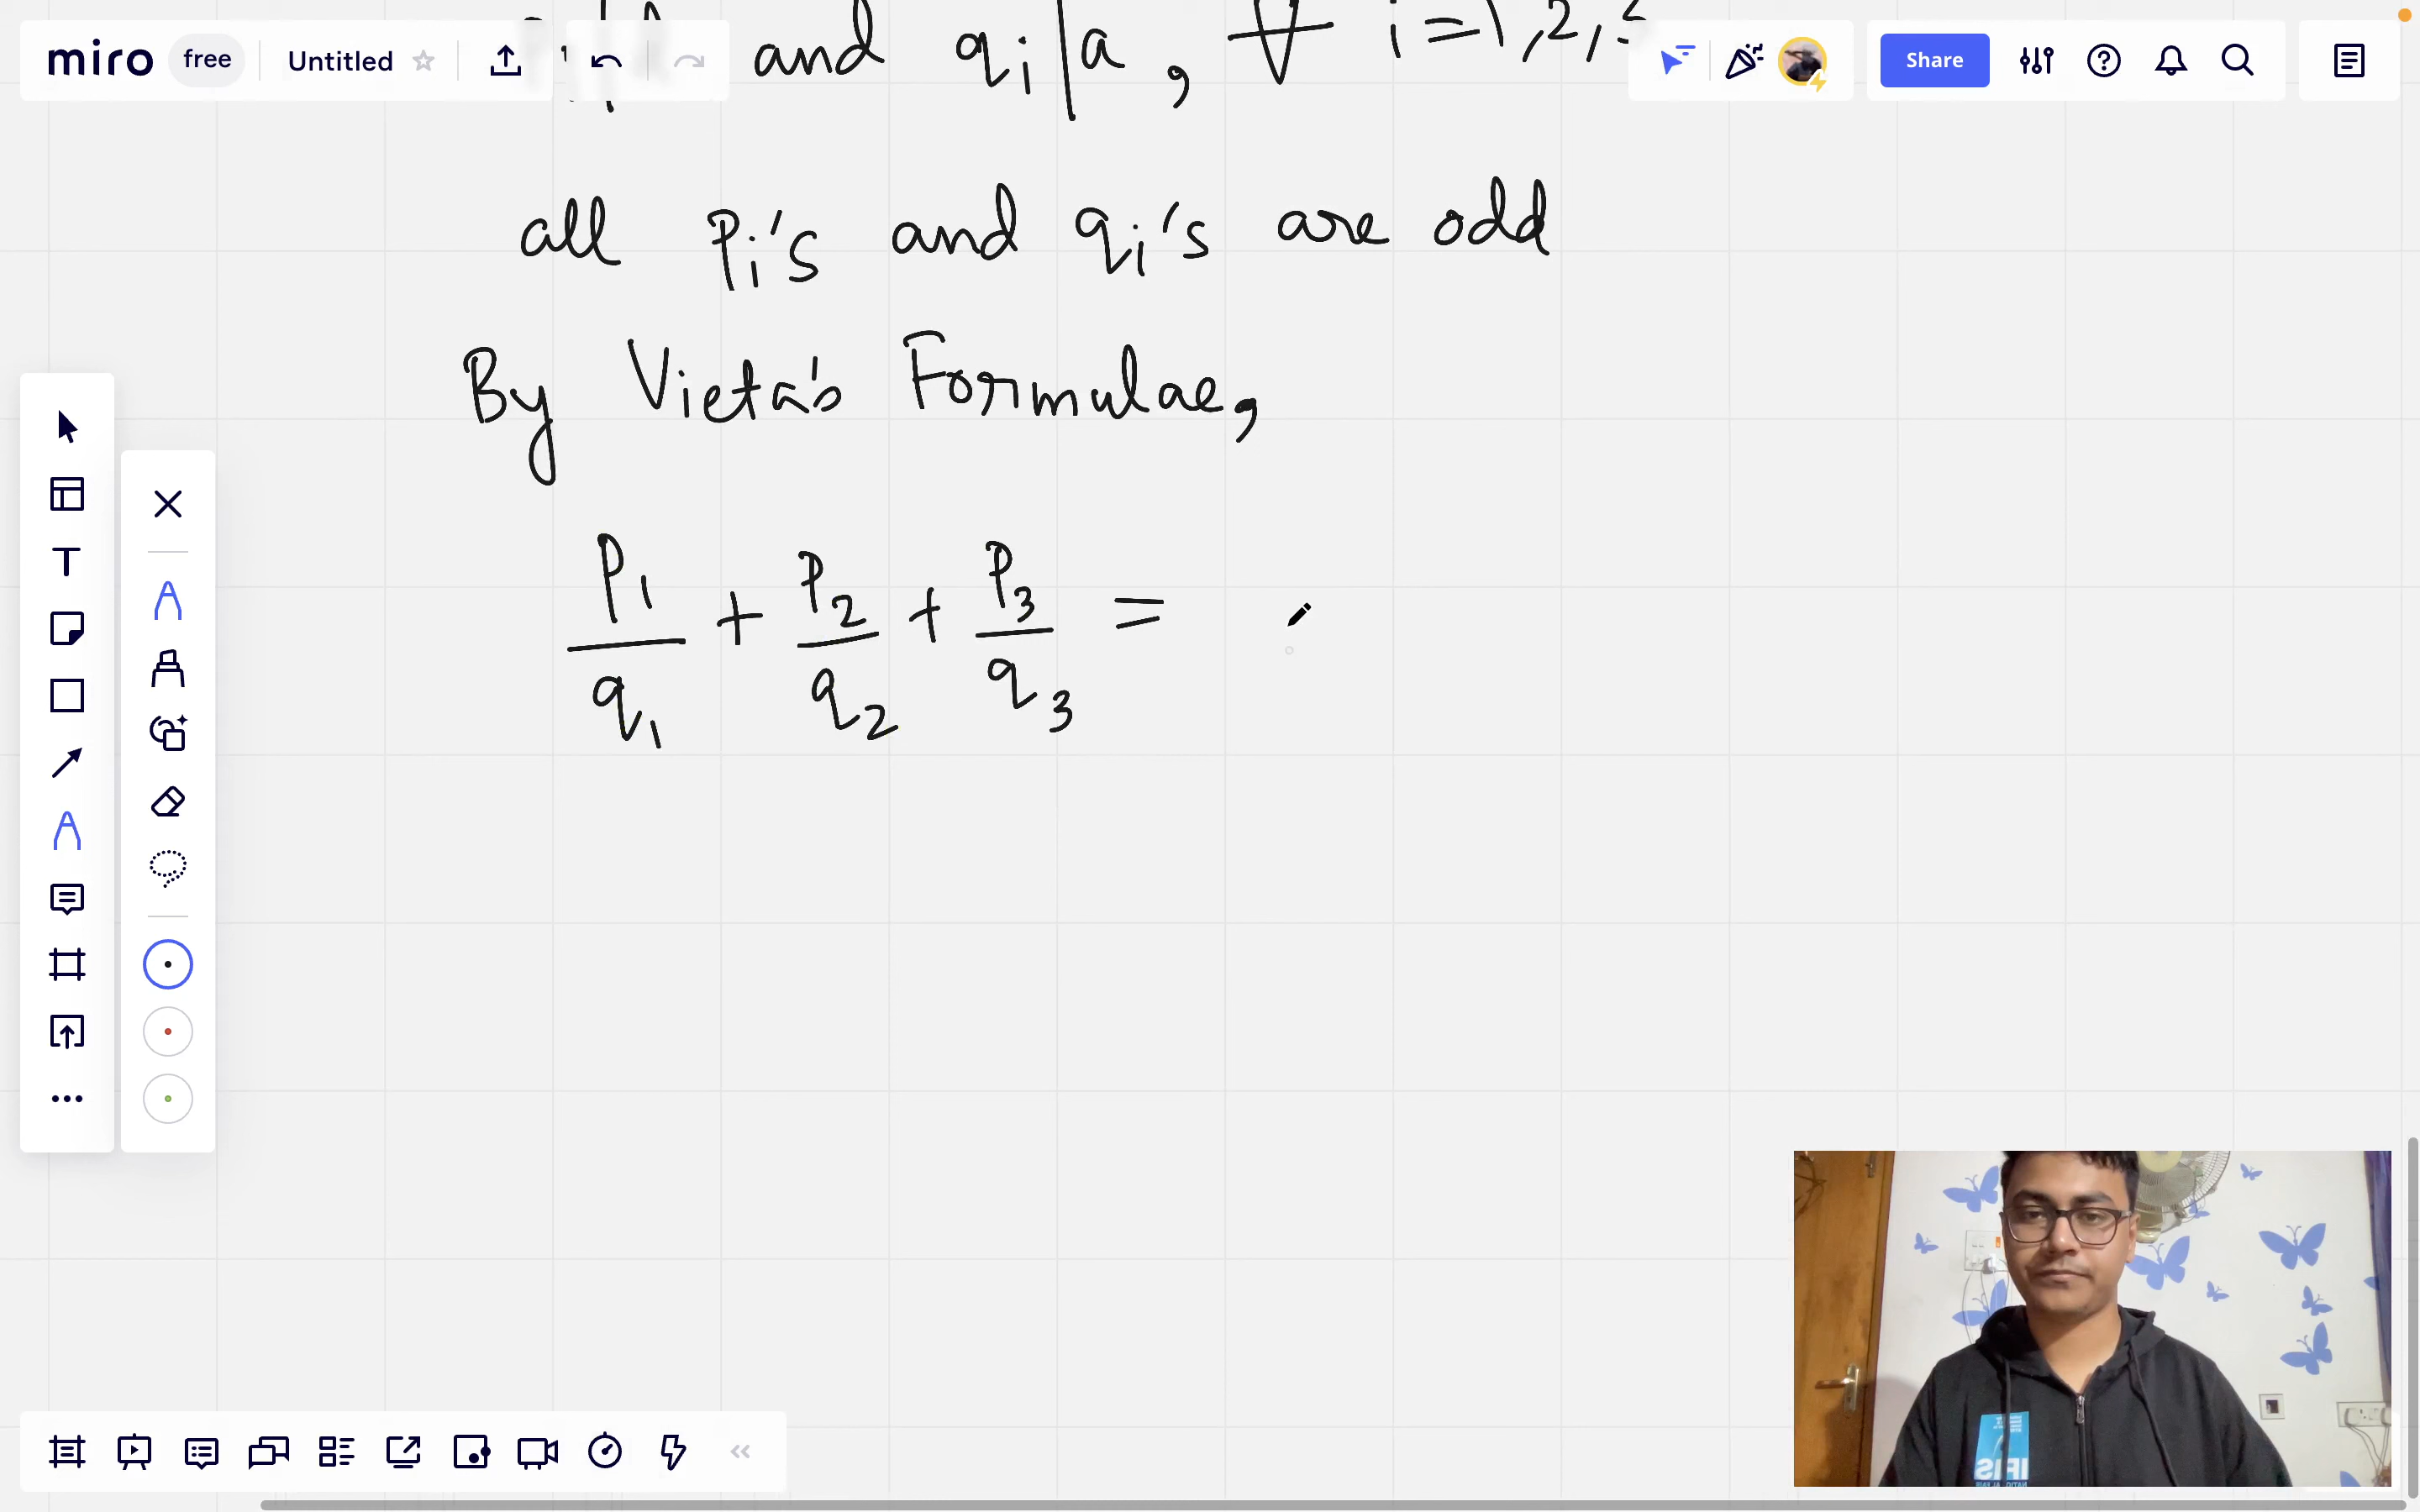 miro free Untitled Share
and qᵢ|a, ∀ i=1,2,3
all pᵢ's and qᵢ's are odd
By Vieta's Formulae,
p₁/q₁ + p₂/q₂ + p₃/q₃ =
T